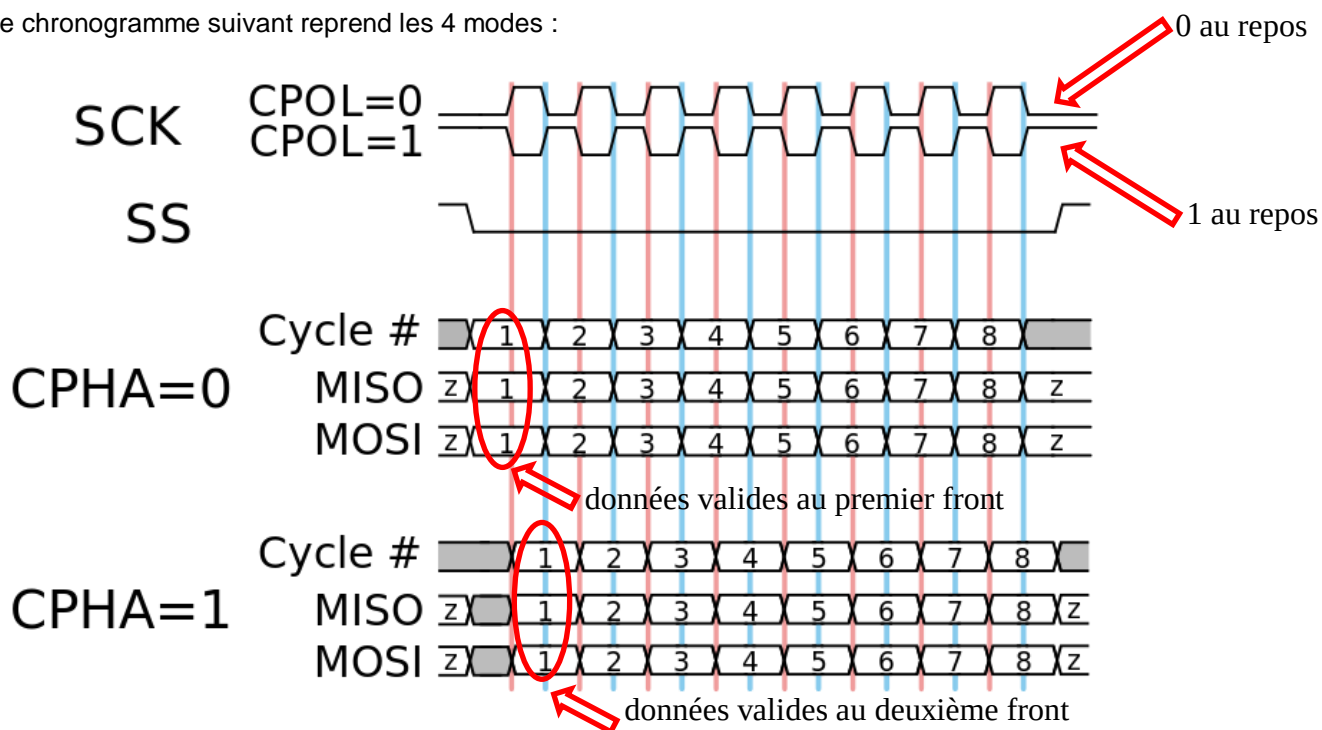 e chronogramme suivant reprend les 4 modes :
0 au repos
SCK CPOL=0
CPOL=1
SS
1 au repos
Cycle # 1 2 3 4 5 6 7 8
CPHA=0 MISO z 1 2 3 4 5 6 7 8 z
MOSI z 1 2 3 4 5 6 7 8 z
données valides au premier front
Cycle # 1 2 3 4 5 6 7 8
CPHA=1 MISO z 1 2 3 4 5 6 7 8 z
MOSI z 1 2 3 4 5 6 7 8 z
données valides au deuxième front